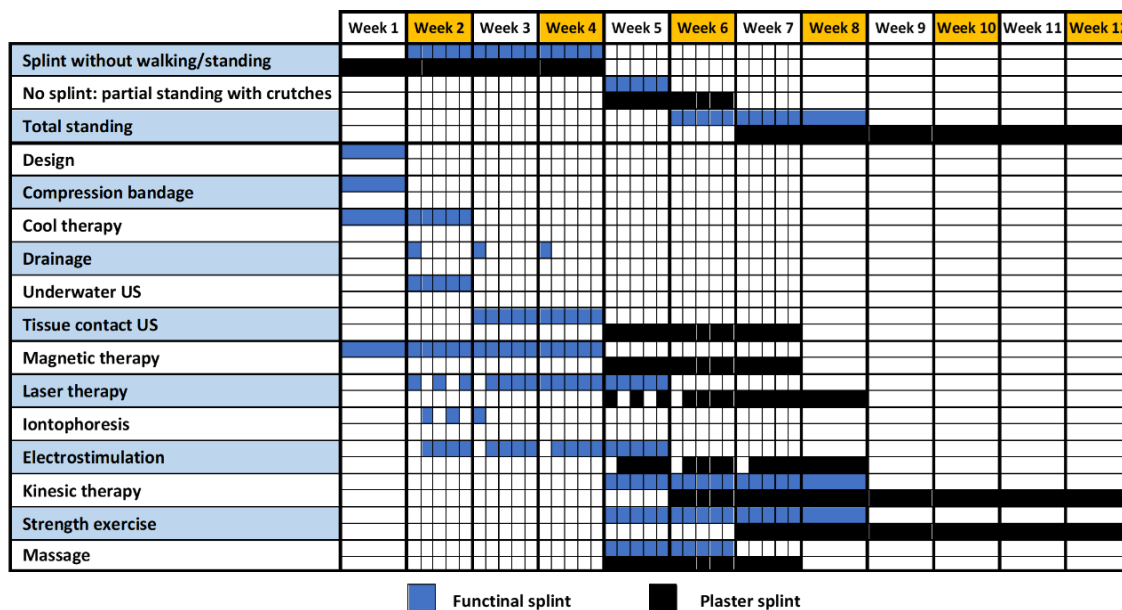 Week 1 Week 2 Week 3 Week 4 Week 5 Week 6 Week 7 Week 8 Week 9 Week 10 Week 11 Week 12
Splint without walking/standing
No splint: partial standing with crutches
Total standing
Design
Compression bandage
Cool therapy
Drainage
Underwater US
Tissue contact US
Magnetic therapy
Laser therapy
Iontophoresis
Electrostimulation
Kinesic therapy
Strength exercise
Massage
Functinal splint Plaster splint